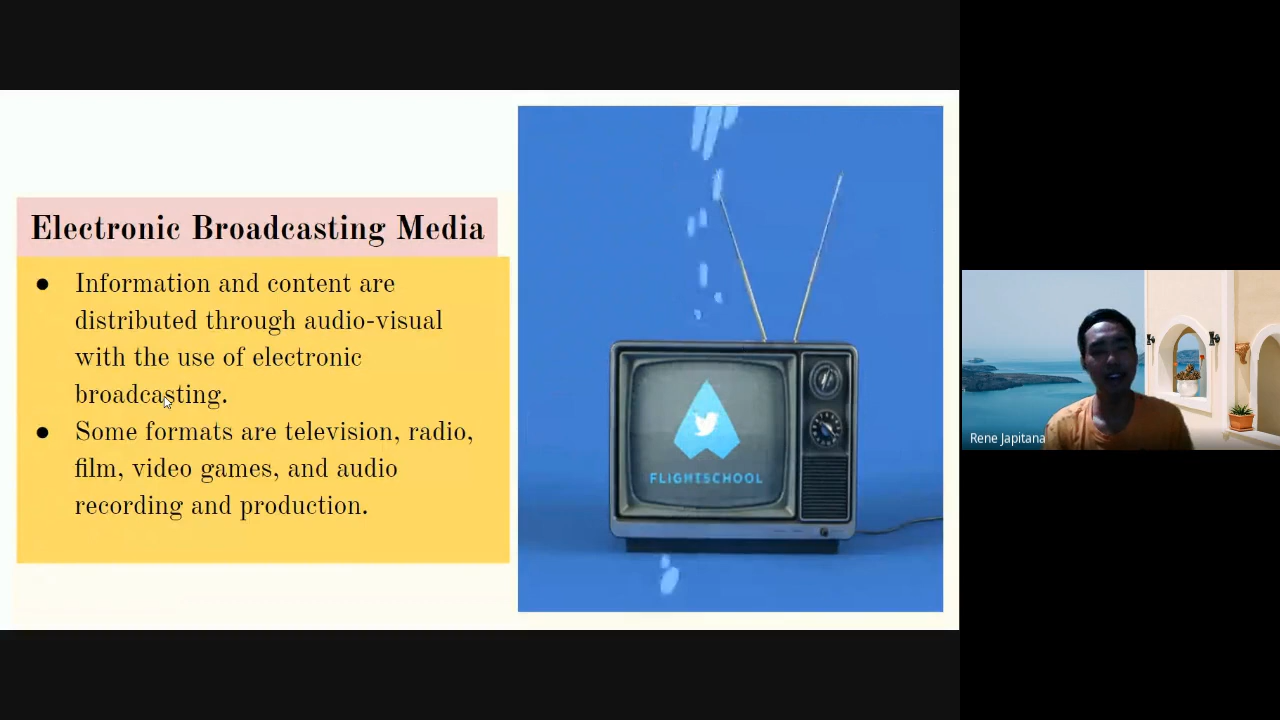 Electronic Broadcasting Media
● Information and content are
distributed through audio-visual
with the use of electronic
broadcasting.
● Some formats are television, radio,
film, video games, and audio
recording and production.
FLIGHTSCHOOL
Rene Japitana